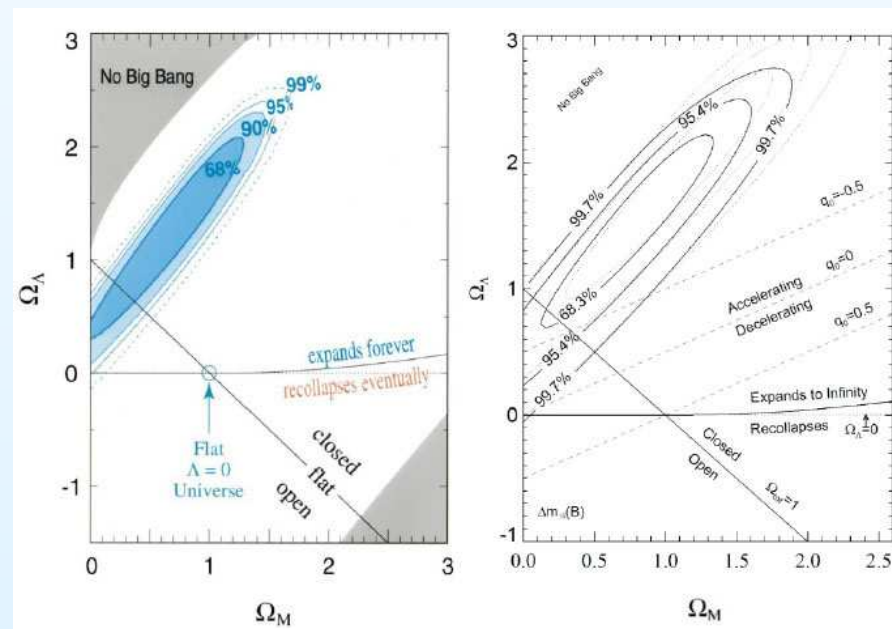 3
No Big Bang
99%
95%
90%
68%
2
1
Ω_Λ
expands forever
0
recollapses eventually
Flat
Λ = 0
Universe
closed
flat
open
-1
0
1
2
3
Ω_M
3
No Big Bang
95.4%
99.7%
99.7%
2
q₀=-0.5
68.3%
Accelerating
q₀=0
1
Ω_Λ
Decelerating
q₀=0.5
95.4%
99.7%
Expands to Infinity
0
Recollapses
Ω_Λ=0
Closed
Open
Ω_tot=1
(B)
-1
0.0
0.5
1.0
1.5
2.0
2.5
Ω_M